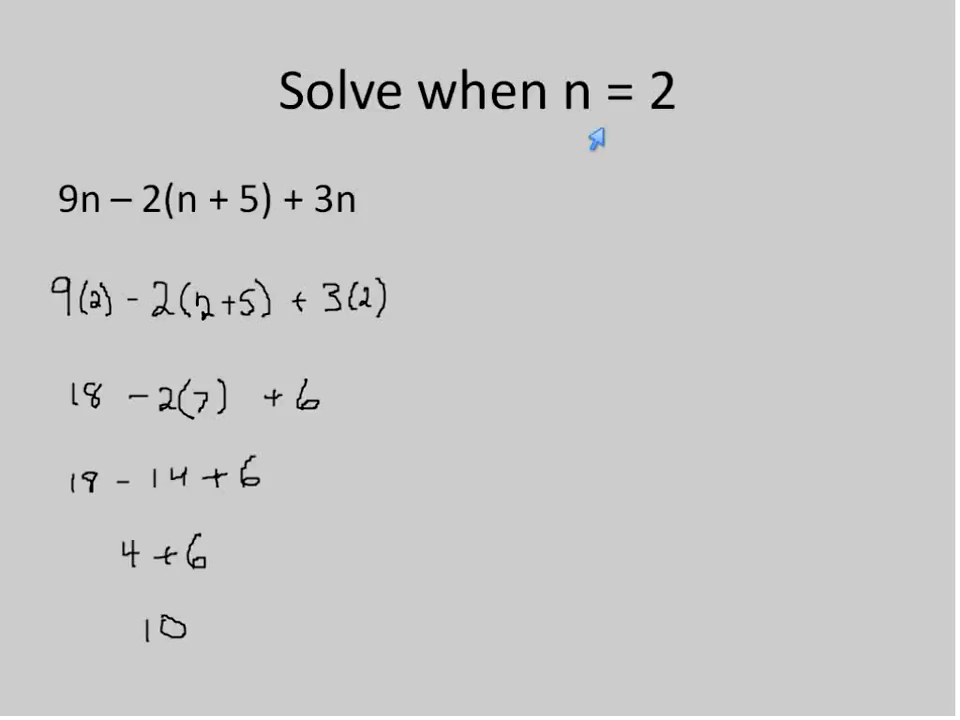 Solve when n = 2
9n – 2(n + 5) + 3n
9(2) - 2(2+5) + 3(2)
18 - 2(7) + 6
18 - 14 + 6
4 + 6
10